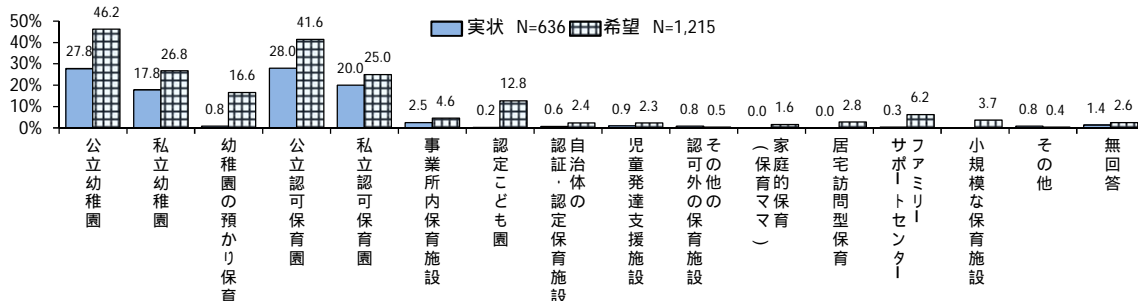 50%
40%
30%
20%
10%
0%
実状 N=636 希望 N=1,215
27.8 46.2
17.8 26.8
0.8 16.6
28.0 41.6
20.0 25.0
2.5 4.6
0.2 12.8
0.6 2.4
0.9 2.3
0.8 0.5
0.0 1.6
0.0 2.8
0.3 6.2
3.7
0.8 0.4
1.4 2.6
公立幼稚園
私立幼稚園
幼稚園の預かり保育
公立認可保育園
私立認可保育園
事業所内保育施設
認定こども園
自治体の
認証・認定保育施設
児童発達支援施設
その他の
認可外の保育施設
家庭的保育
(保育ママ)
居宅訪問型保育
ファミリー
サポートセンター
小規模な保育施設
その他
無回答